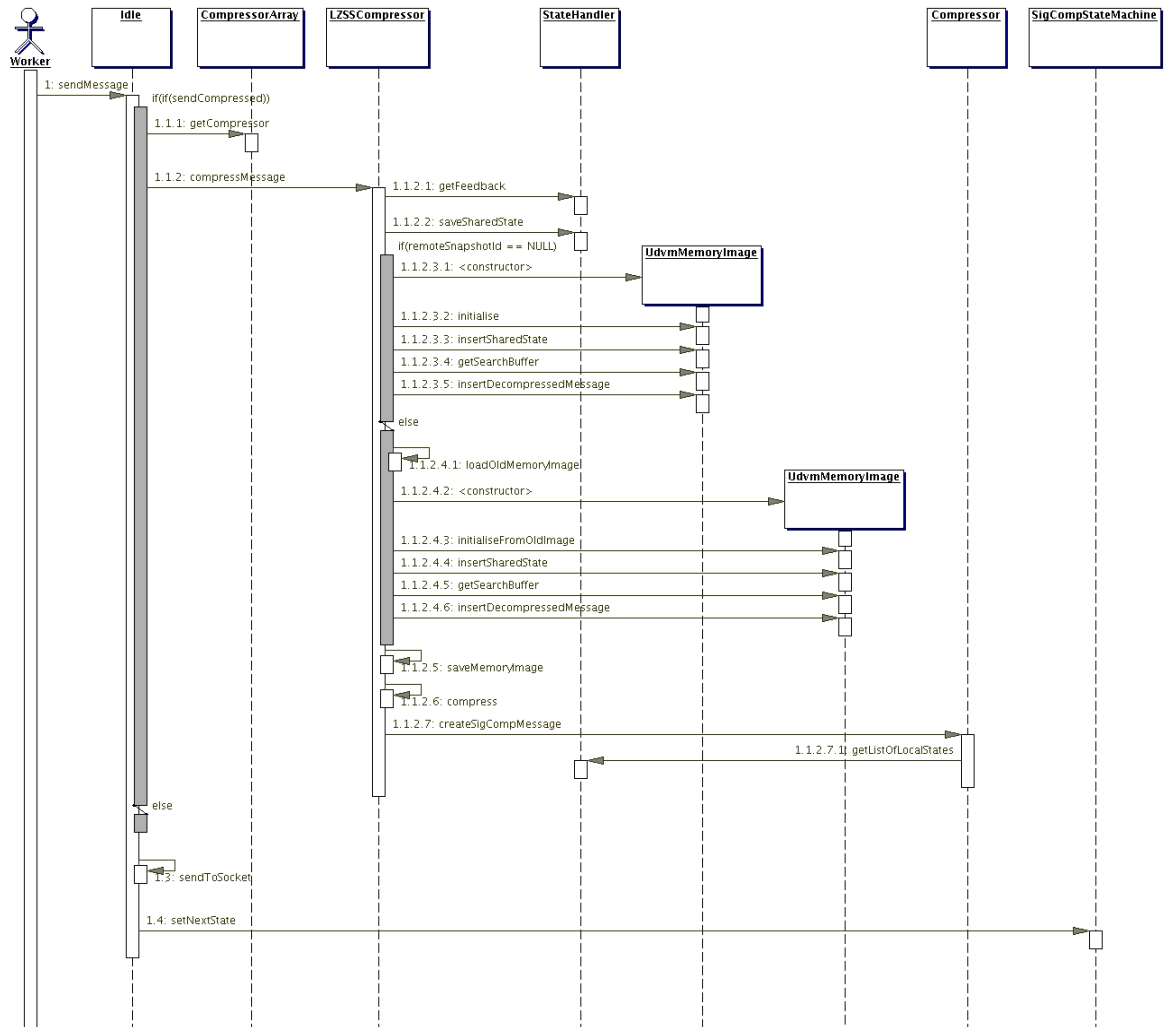 Worker
Idle
CompressorArray
LZSSCompressor
StateHandler
Compressor
SigCompStateMachine
1: sendMessage
if(if(sendCompressed))
1.1.1: getCompressor
1.1.2: compressMessage
1.1.2.1: getFeedback
1.1.2.2: saveSharedState
if(remoteSnapshotId == NULL)
UdvmMemoryImage
1.1.2.3.1: <constructor>
1.1.2.3.2: initialise
1.1.2.3.3: insertSharedState
1.1.2.3.4: getSearchBuffer
1.1.2.3.5: insertDecompressedMessage
else
1.1.2.4.1: loadOldMemoryImage
UdvmMemoryImage
1.1.2.4.2: <constructor>
1.1.2.4.3: initialiseFromOldImage
1.1.2.4.4: insertSharedState
1.1.2.4.5: getSearchBuffer
1.1.2.4.6: insertDecompressedMessage
1.1.2.5: saveMemoryImage
1.1.2.6: compress
1.1.2.7: createSigCompMessage
1.1.2.7.1: getListOfLocalStates
else
1.3: sendToSocket
1.4: setNextState